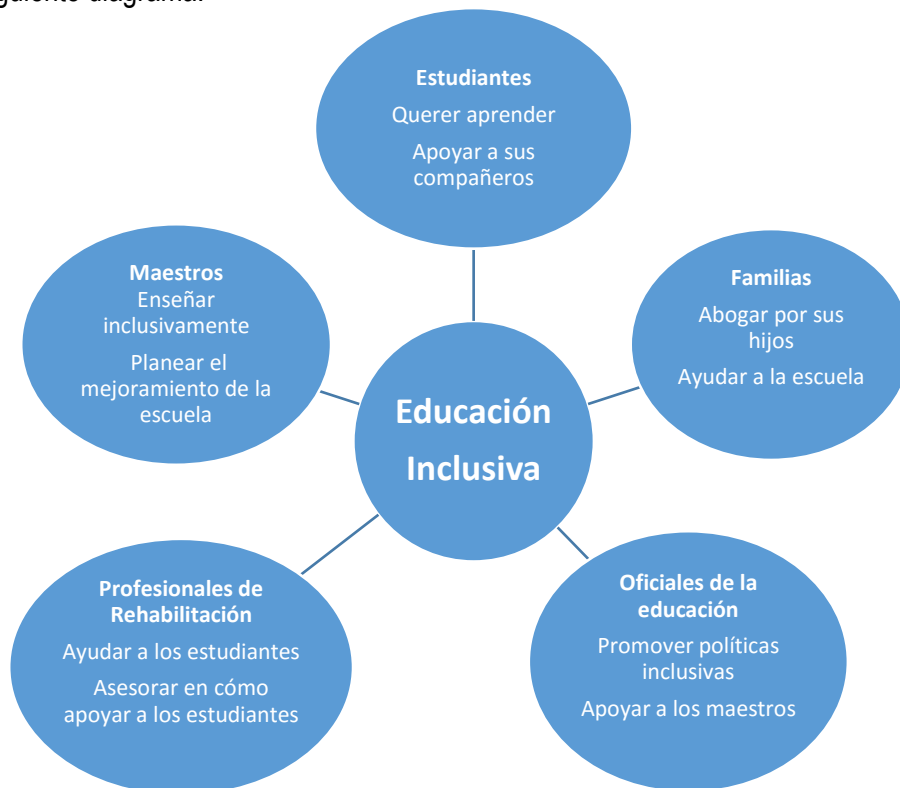 siguiente diagrama:
Estudiantes
Querer aprender
Apoyar a sus
compañeros
Maestros
Enseñar
inclusivamente
Planear el
mejoramiento de la
escuela
Familias
Abogar por sus
hijos
Ayudar a la escuela
Educación
Inclusiva
Profesionales de
Rehabilitación
Ayudar a los estudiantes
Asesorar en cómo
apoyar a los estudiantes
Oficiales de la
educación
Promover políticas
inclusivas
Apoyar a los maestros